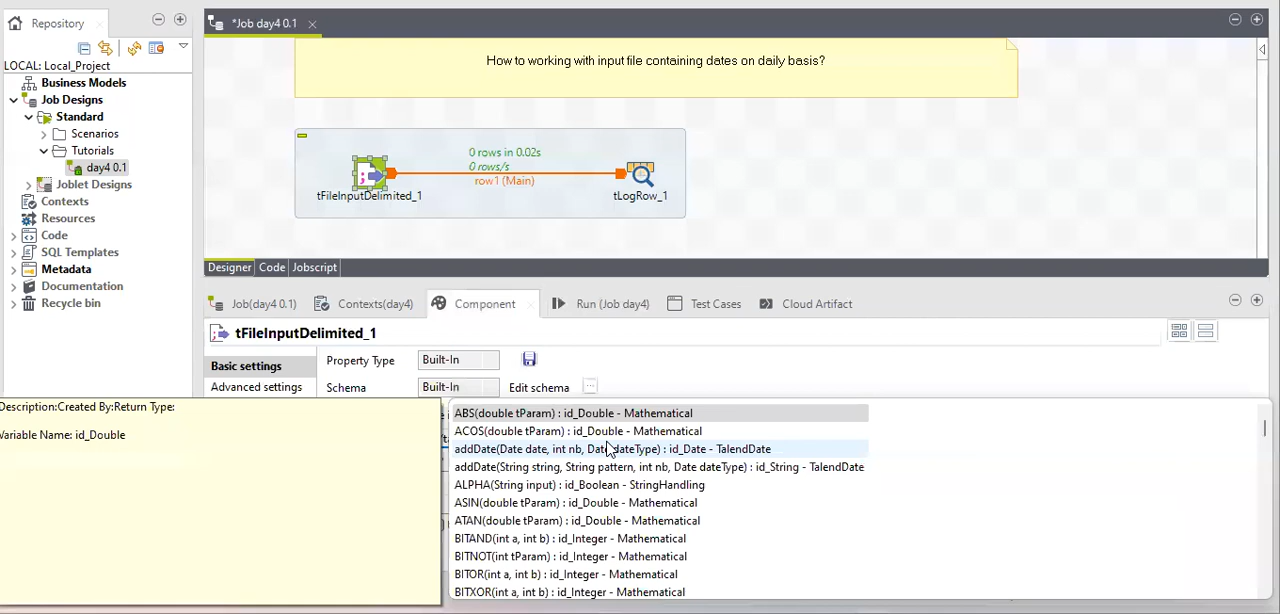 Repository
*Job day4 0.1
LOCAL: Local_Project
Business Models
Job Designs
Standard
Scenarios
Tutorials
day4 0.1
Joblet Designs
Contexts
Resources
Code
SQL Templates
Metadata
Documentation
Recycle bin
How to working with input file containing dates on daily basis?
0 rows in 0.02s
0 rows/s
row1 (Main)
tFileInputDelimited_1
tLogRow_1
Designer
Code
Jobscript
Job(day4 0.1)
Contexts(day4)
Component
Run (Job day4)
Test Cases
Cloud Artifact
tFileInputDelimited_1
Basic settings
Advanced settings
Property Type
Built-In
Schema
Built-In
Edit schema
Description:Created By:Return Type:
Variable Name: id_Double
ABS(double tParam) : id_Double - Mathematical
ACOS(double tParam) : id_Double - Mathematical
addDate(Date date, int nb, Date dateType) : id_Date - TalendDate
addDate(String string, String pattern, int nb, Date dateType) : id_String - TalendDate
ALPHA(String input) : id_Boolean - StringHandling
ASIN(double tParam) : id_Double - Mathematical
ATAN(double tParam) : id_Double - Mathematical
BITAND(int a, int b) : id_Integer - Mathematical
BITNOT(int tParam) : id_Integer - Mathematical
BITOR(int a, int b) : id_Integer - Mathematical
BITXOR(int a, int b) : id_Integer - Mathematical